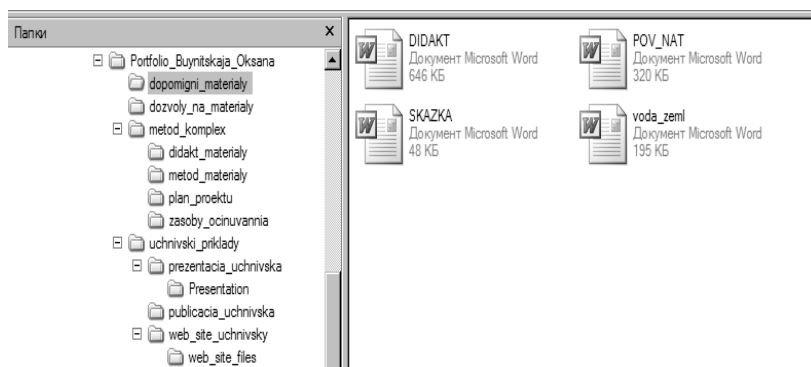 Папки
Portfolio_Buynitskaja_Oksana
dopomigni_materialy
dozvoly_na_materialy
metod_komplex
didakt_materialy
metod_materialy
plan_proektu
zasoby_ocinuvannia
uchnivski_priklady
prezentacia_uchnivska
Presentation
publicacia_uchnivska
web_site_uchnivsky
web_site_files
DIDAKT
Документ Microsoft Word
646 КБ
POV_NAT
Документ Microsoft Word
320 КБ
SKAZKA
Документ Microsoft Word
48 КБ
voda_zeml
Документ Microsoft Word
195 КБ